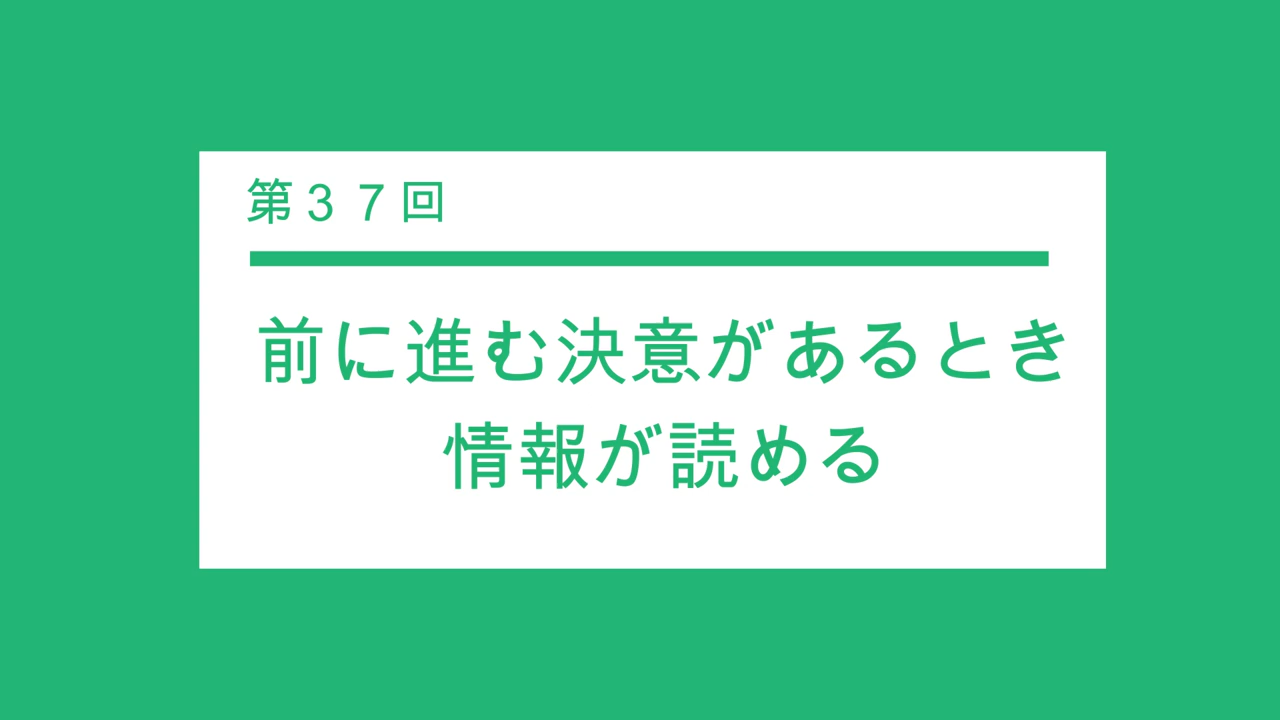 第３７回
前に進む決意があるとき
情報が読める